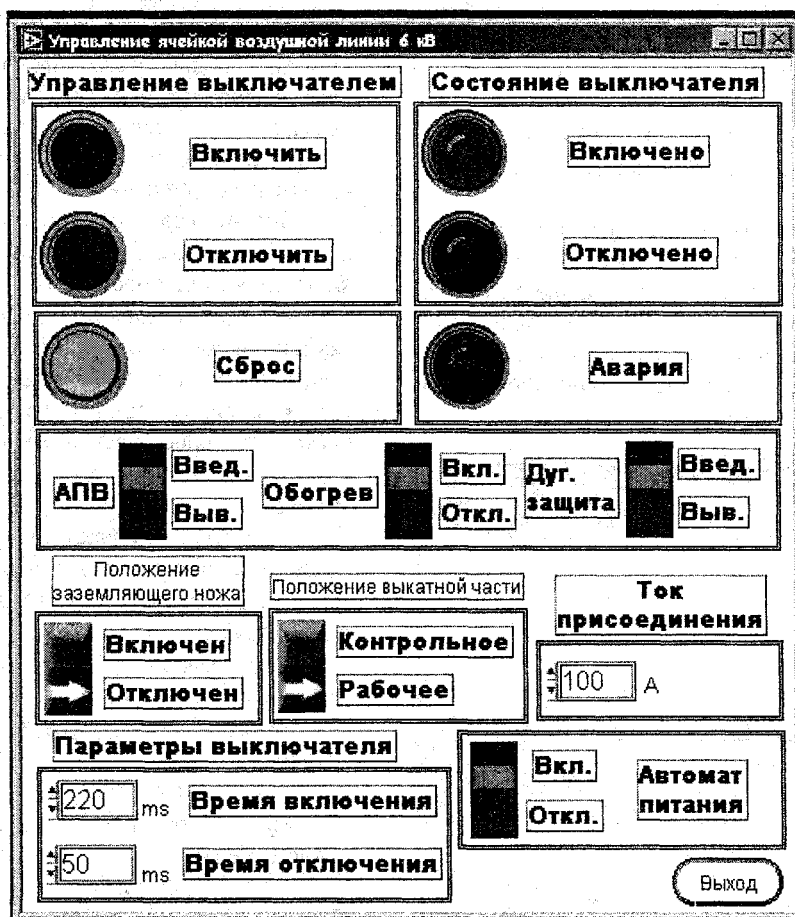 Управление ячейкой воздушной линии 6 кВ
Управление выключателем
Состояние выключателя
Включить
Включено
Отключить
Отключено
Сброс
Авария
АПВ
Введ.
Выв.
Обогрев
Вкл.
Откл.
Дуг.
защита
Введ.
Выв.
Положение
заземляющего ножа
Включен
Отключен
Положение выкатной части
Контрольное
Рабочее
Ток
присоединения
100 А
Параметры выключателя
220 ms Время включения
50 ms Время отключения
Вкл.
Откл.
Автомат
питания
Выход